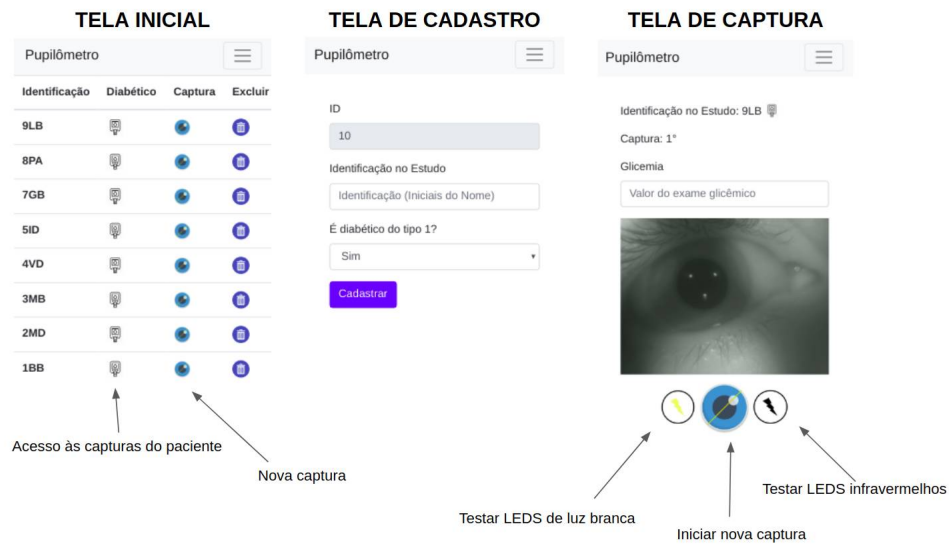 TELA INICIAL
Pupilômetro
Identificação Diabético Captura Excluir
9LB
8PA
7GB
5ID
4VD
3MB
2MD
1BB
Acesso às capturas do paciente
Nova captura
TELA DE CADASTRO
Pupilômetro
ID
10
Identificação no Estudo
Identificação (Iniciais do Nome)
É diabético do tipo 1?
Sim
Cadastrar
TELA DE CAPTURA
Pupilômetro
Identificação no Estudo: 9LB
Captura: 1°
Glicemia
Valor do exame glicêmico
Testar LEDS de luz branca
Iniciar nova captura
Testar LEDS infravermelhos